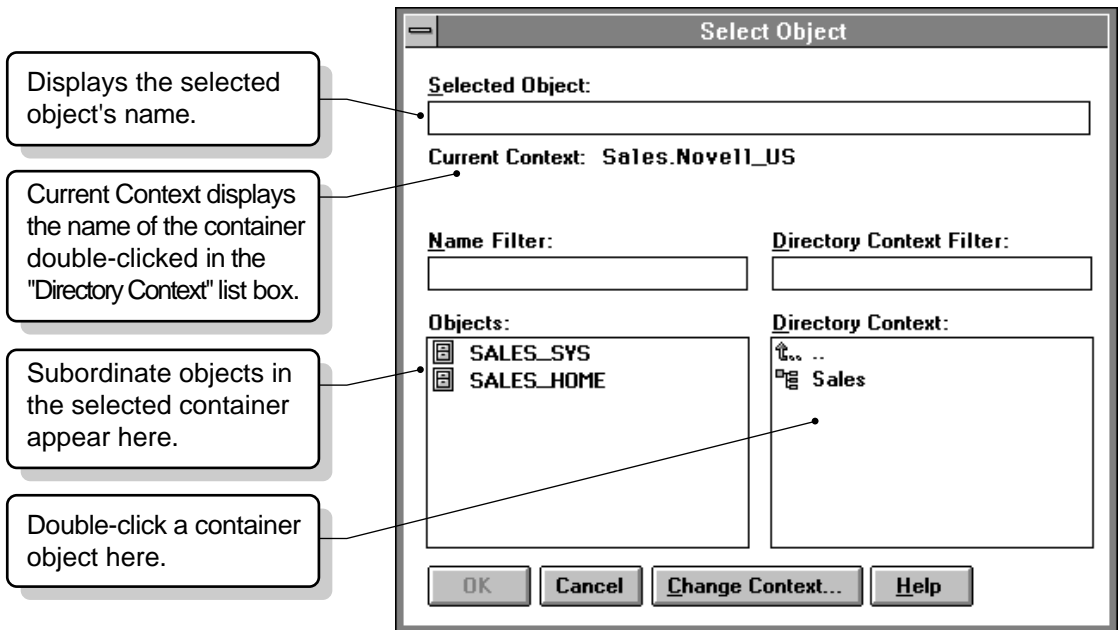 Select Object
Displays the selected
object's name.
Selected Object:
Current Context: Sales.Novell_US
Current Context displays
the name of the container
double-clicked in the
"Directory Context" list box.
Name Filter:
Directory Context Filter:
Objects:
SALES_SYS
SALES_HOME
Directory Context:
..
Sales
Subordinate objects in
the selected container
appear here.
Double-click a container
object here.
OK
Cancel
Change Context...
Help